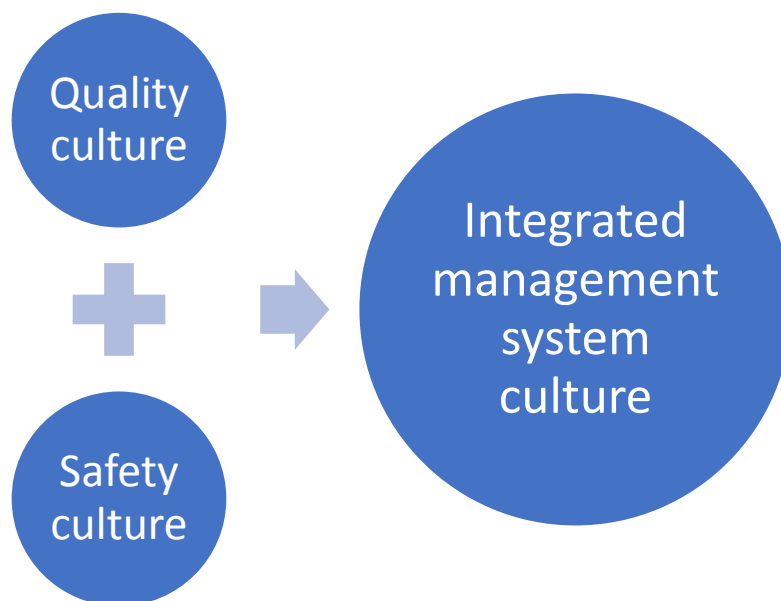 Quality
culture
Safety
culture
Integrated
management
system
culture